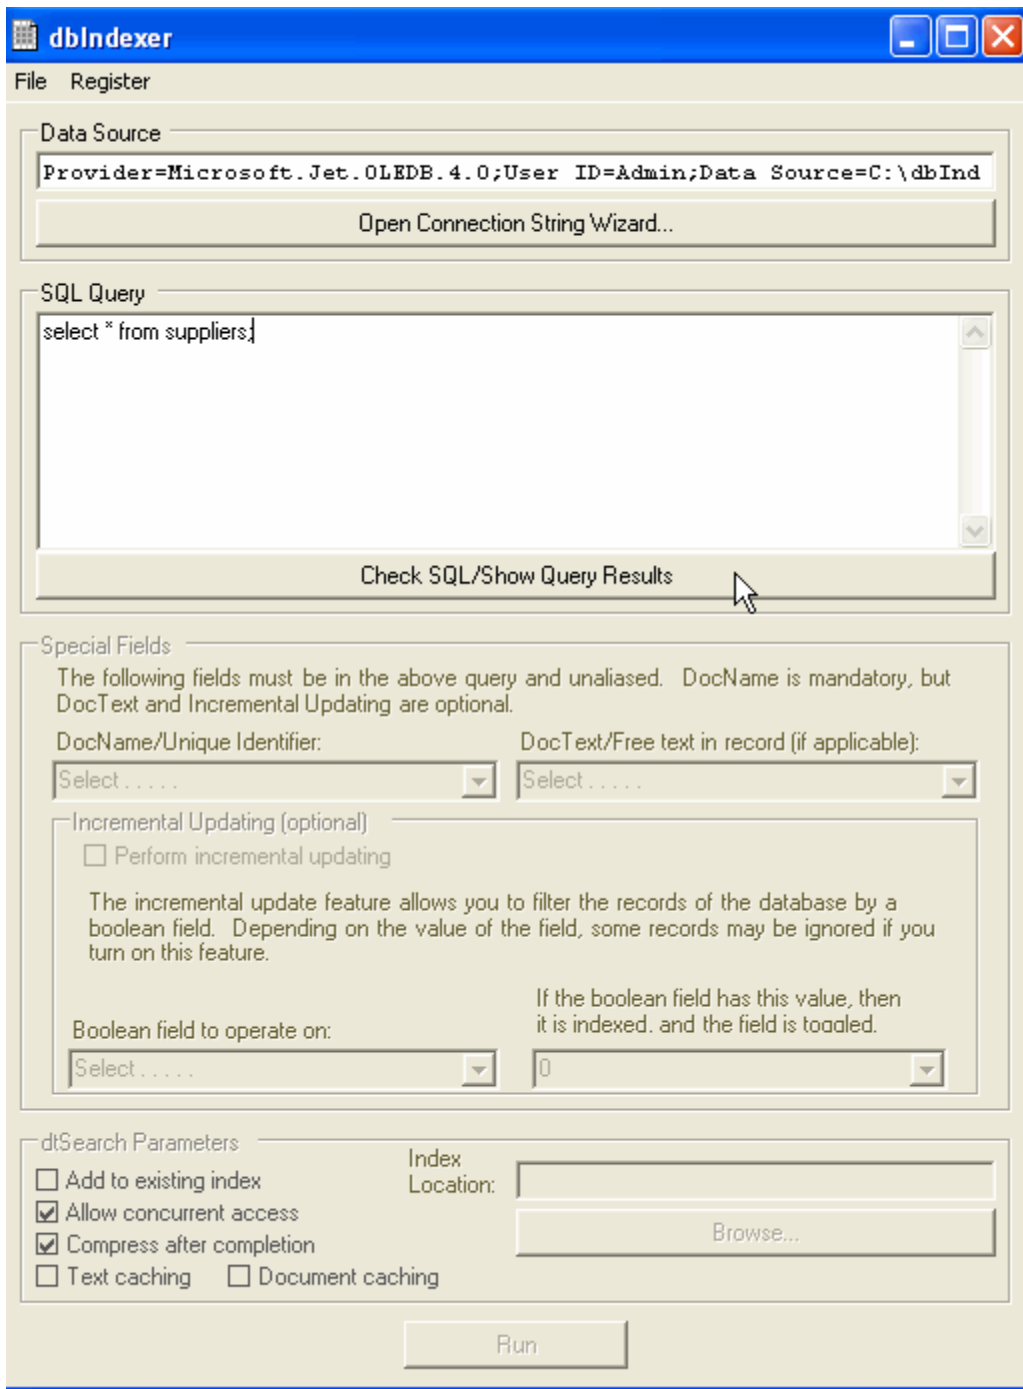 dbIndexer
File Register
Data Source
Provider=Microsoft.Jet.OLEDB.4.0;User ID=Admin;Data Source=C:\dbInd
Open Connection String Wizard...
SQL Query
select * from suppliers;
Check SQL/Show Query Results
Special Fields
The following fields must be in the above query and unaliased. DocName is mandatory, but
DocText and Incremental Updating are optional.
DocName/Unique Identifier:
DocText/Free text in record (if applicable):
Select . . . . .
Select . . . . .
Incremental Updating (optional)
Perform incremental updating
The incremental update feature allows you to filter the records of the database by a
boolean field. Depending on the value of the field, some records may be ignored if you
turn on this feature.
Boolean field to operate on:
If the boolean field has this value, then
it is indexed, and the field is toggled.
Select . . . . .
0
dtSearch Parameters
Add to existing index
Allow concurrent access
Compress after completion
Text caching Document caching
Index
Location:
Browse...
Run